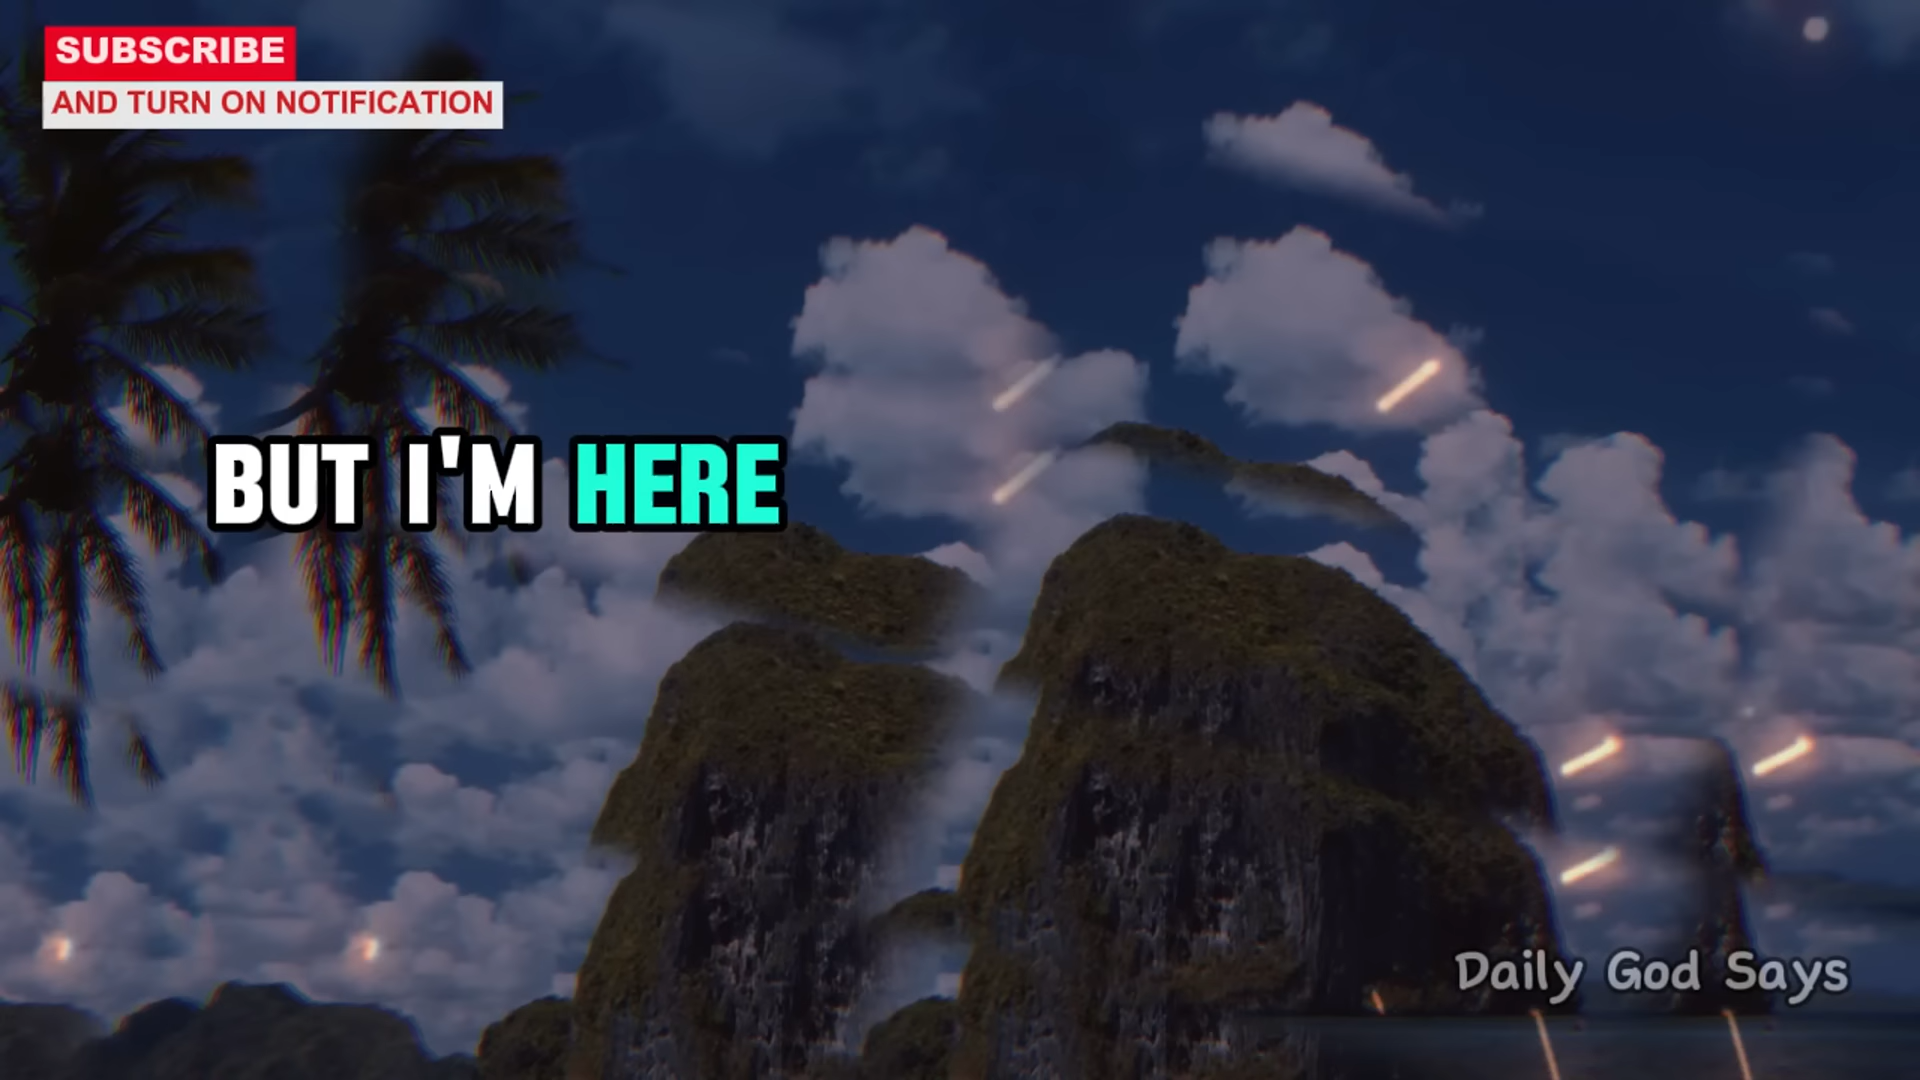 SUBSCRIBE
AND TURN ON NOTIFICATION
BUT I'M HERE
Daily God Says